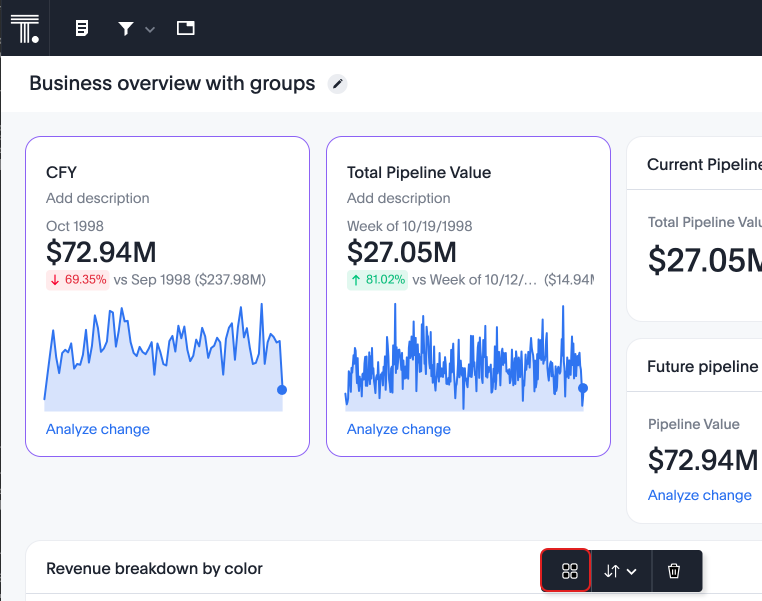 T.
Business overview with groups
CFY
Add description
Oct 1998
$72.94M
69.35% vs Sep 1998 ($237.98M)
Analyze change
Total Pipeline Value
Add description
Week of 10/19/1998
$27.05M
81.02% vs Week of 10/12/... ($14.94M
Analyze change
Current Pipeline
Total Pipeline Valu
$27.05M
Future pipeline
Pipeline Value
$72.94M
Analyze change
Revenue breakdown by color